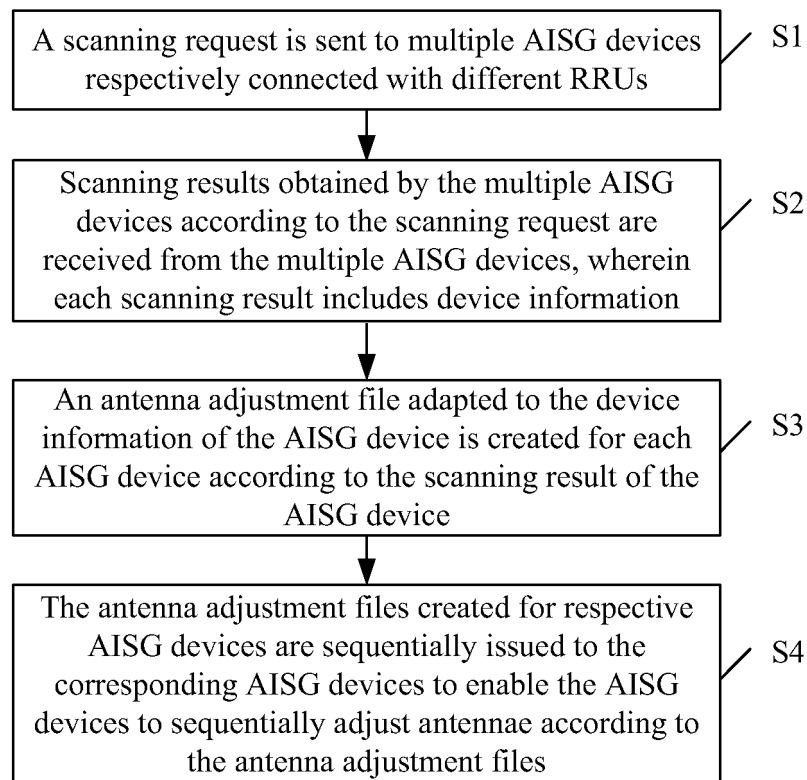 A scanning request is sent to multiple AISG devices
respectively connected with different RRUs
S1
Scanning results obtained by the multiple AISG
devices according to the scanning request are
received from the multiple AISG devices, wherein
each scanning result includes device information
S2
An antenna adjustment file adapted to the device
information of the AISG device is created for each
AISG device according to the scanning result of the
AISG device
S3
The antenna adjustment files created for respective
AISG devices are sequentially issued to the
corresponding AISG devices to enable the AISG
devices to sequentially adjust antennae according to
the antenna adjustment files
S4